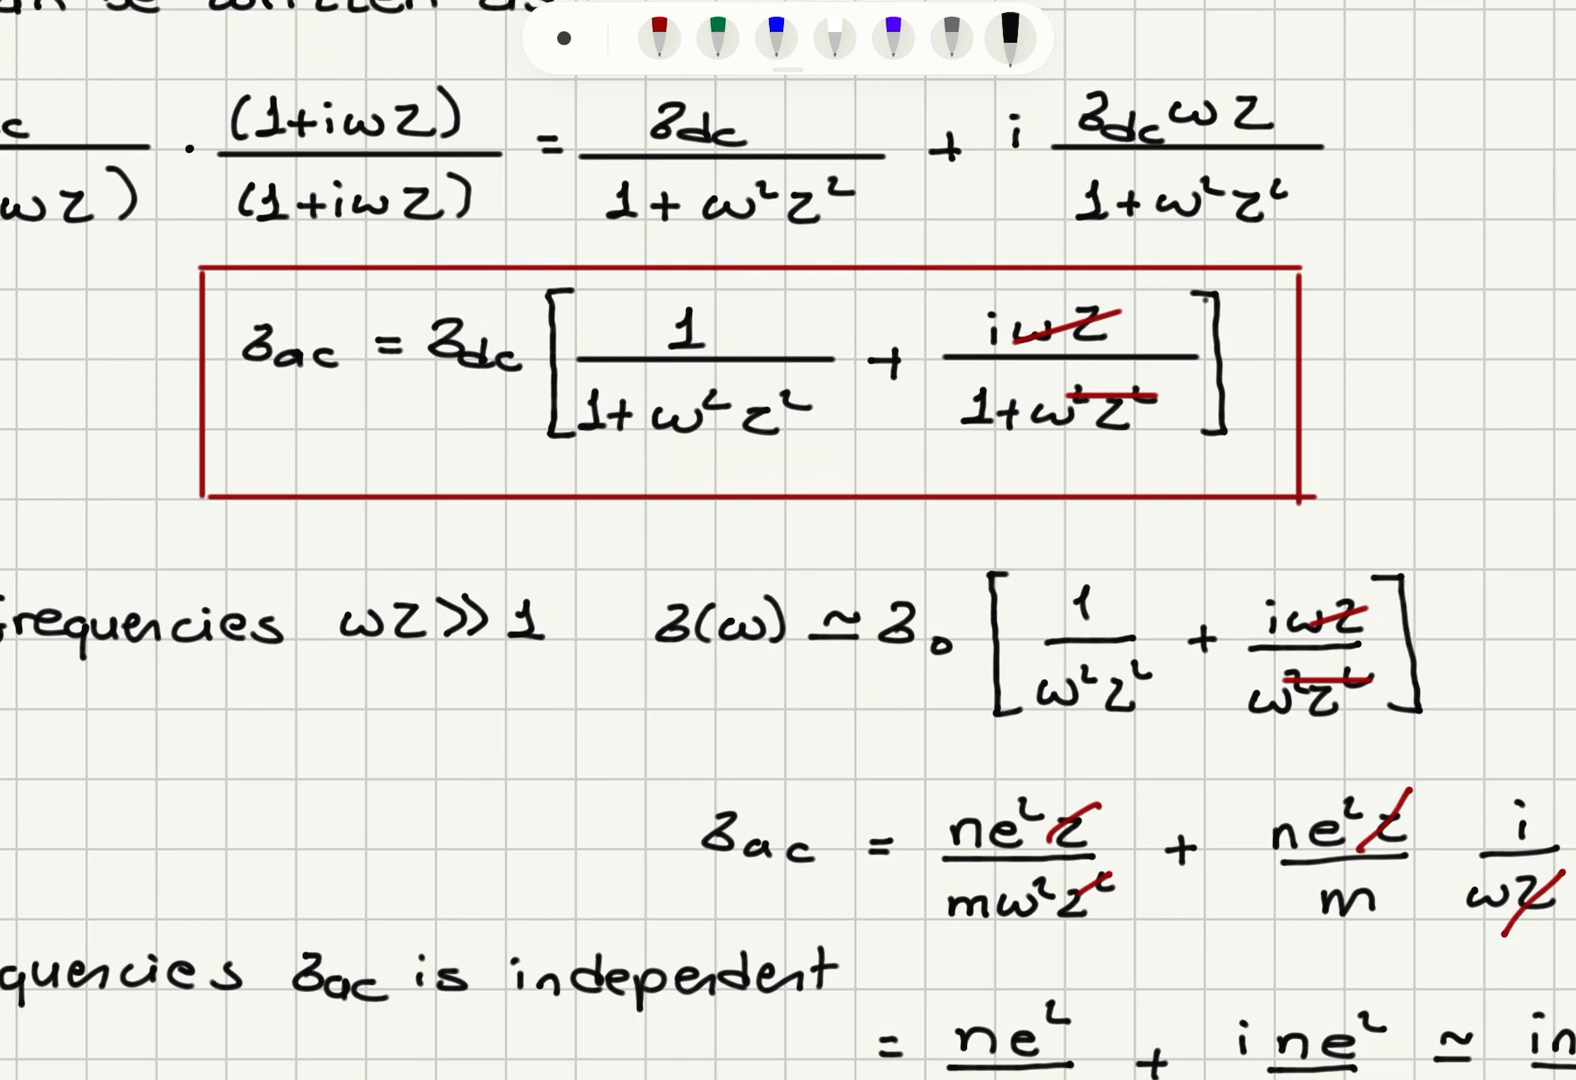 c/ωτ) · (1+iωτ)/(1+iωτ) = σdc/1+ω²τ² + i σdcωτ/1+ω²τ²
σac = σdc [1/1+ω²τ² + iωτ/1+ω²τ²]
frequencies ωτ>>1 σ(ω) ≃ σ₀ [1/ω²τ² + iωτ/ω²τ²]
σac = ne²τ/mω²τ² + ne²τ/m i/ωτ
quencies σac is independent
= ne² + i ne² ≃ in